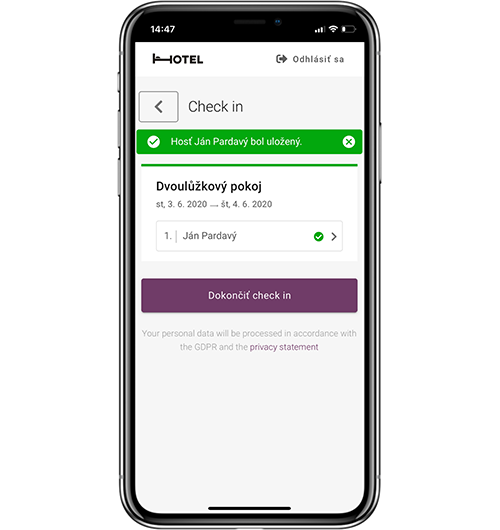 14:47
HOTEL
Odhlásiť sa
Check in
Hosť Ján Pardavý bol uložený.
Dvoulůžkový pokoj
st, 3. 6. 2020 — št, 4. 6. 2020
1. Ján Pardavý
Dokončiť check in
Your personal data will be processed in accordance with
the GDPR and the privacy statement